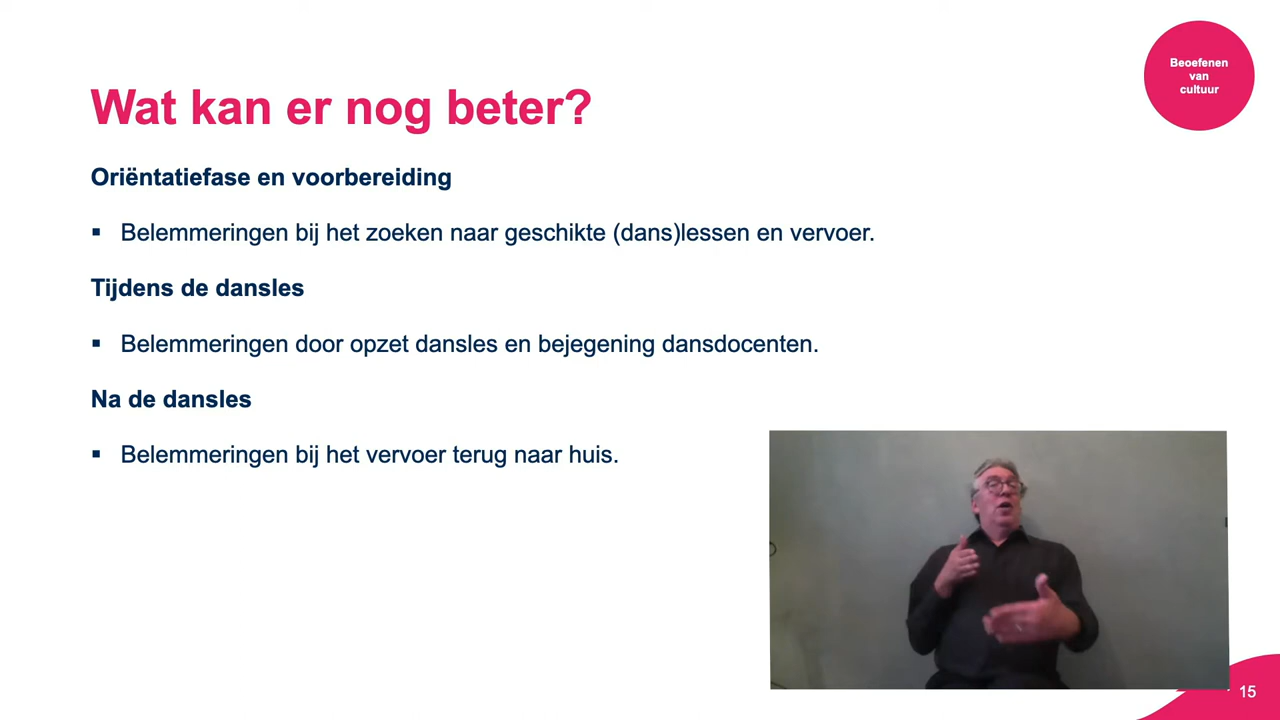 Beoefenen
van
cultuur
Wat kan er nog beter?
Oriëntatiefase en voorbereiding
▪ Belemmeringen bij het zoeken naar geschikte (dans)lessen en vervoer.
Tijdens de dansles
▪ Belemmeringen door opzet dansles en bejegening dansdocenten.
Na de dansles
▪ Belemmeringen bij het vervoer terug naar huis.
15